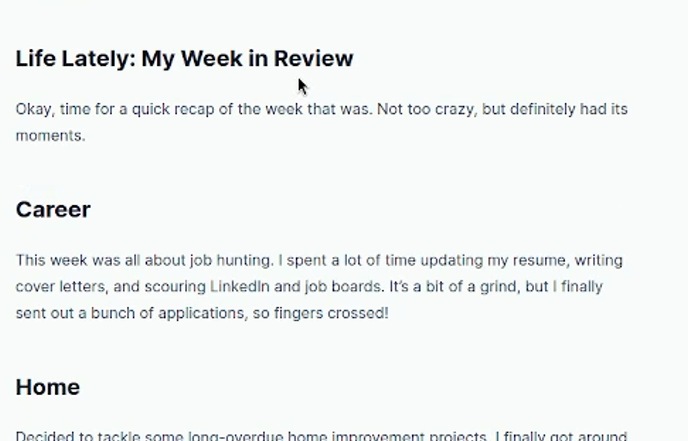 Life Lately: My Week in Review
Okay, time for a quick recap of the week that was. Not too crazy, but definitely had its
moments.
Career
This week was all about job hunting. I spent a lot of time updating my resume, writing
cover letters, and scouring LinkedIn and job boards. It’s a bit of a grind, but I finally
sent out a bunch of applications, so fingers crossed!
Home
Decided to tackle some long-overdue home improvement projects. I finally got around